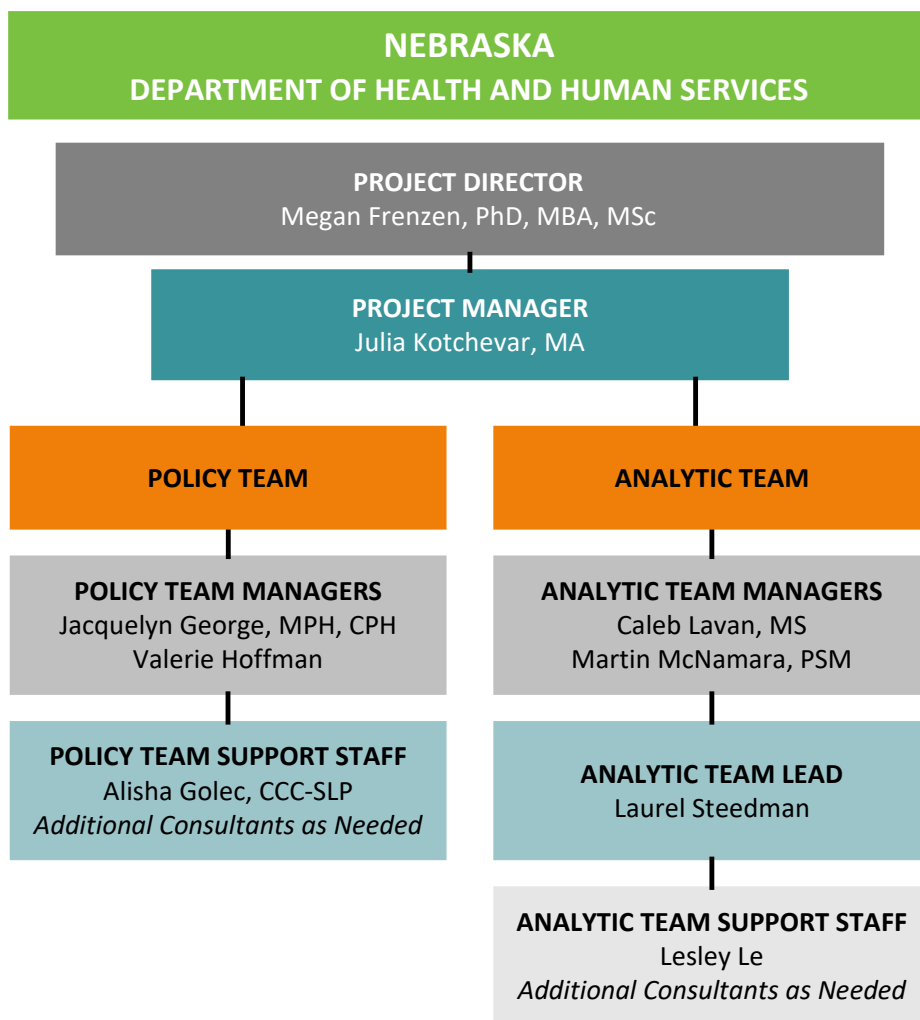 NEBRASKA
DEPARTMENT OF HEALTH AND HUMAN SERVICES
PROJECT DIRECTOR
Megan Frenzen, PhD, MBA, MSc
PROJECT MANAGER
Julia Kotchevar, MA
POLICY TEAM
ANALYTIC TEAM
POLICY TEAM MANAGERS
Jacquelyn George, MPH, CPH
Valerie Hoffman
ANALYTIC TEAM MANAGERS
Caleb Lavan, MS
Martin McNamara, PSM
POLICY TEAM SUPPORT STAFF
Alisha Golec, CCC-SLP
Additional Consultants as Needed
ANALYTIC TEAM LEAD
Laurel Steedman
ANALYTIC TEAM SUPPORT STAFF
Lesley Le
Additional Consultants as Needed